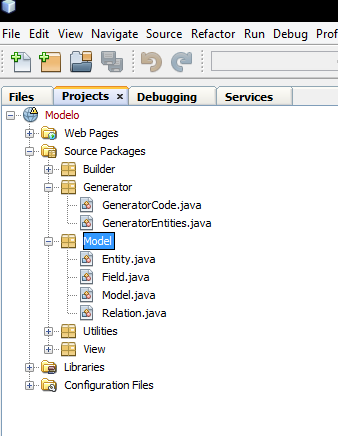 File Edit View Navigate Source Refactor Run Debug Prof
Files Projects × Debugging Services
Modelo
Web Pages
Source Packages
Builder
Generator
GeneratorCode.java
GeneratorEntities.java
Model
Entity.java
Field.java
Model.java
Relation.java
Utilities
View
Libraries
Configuration Files